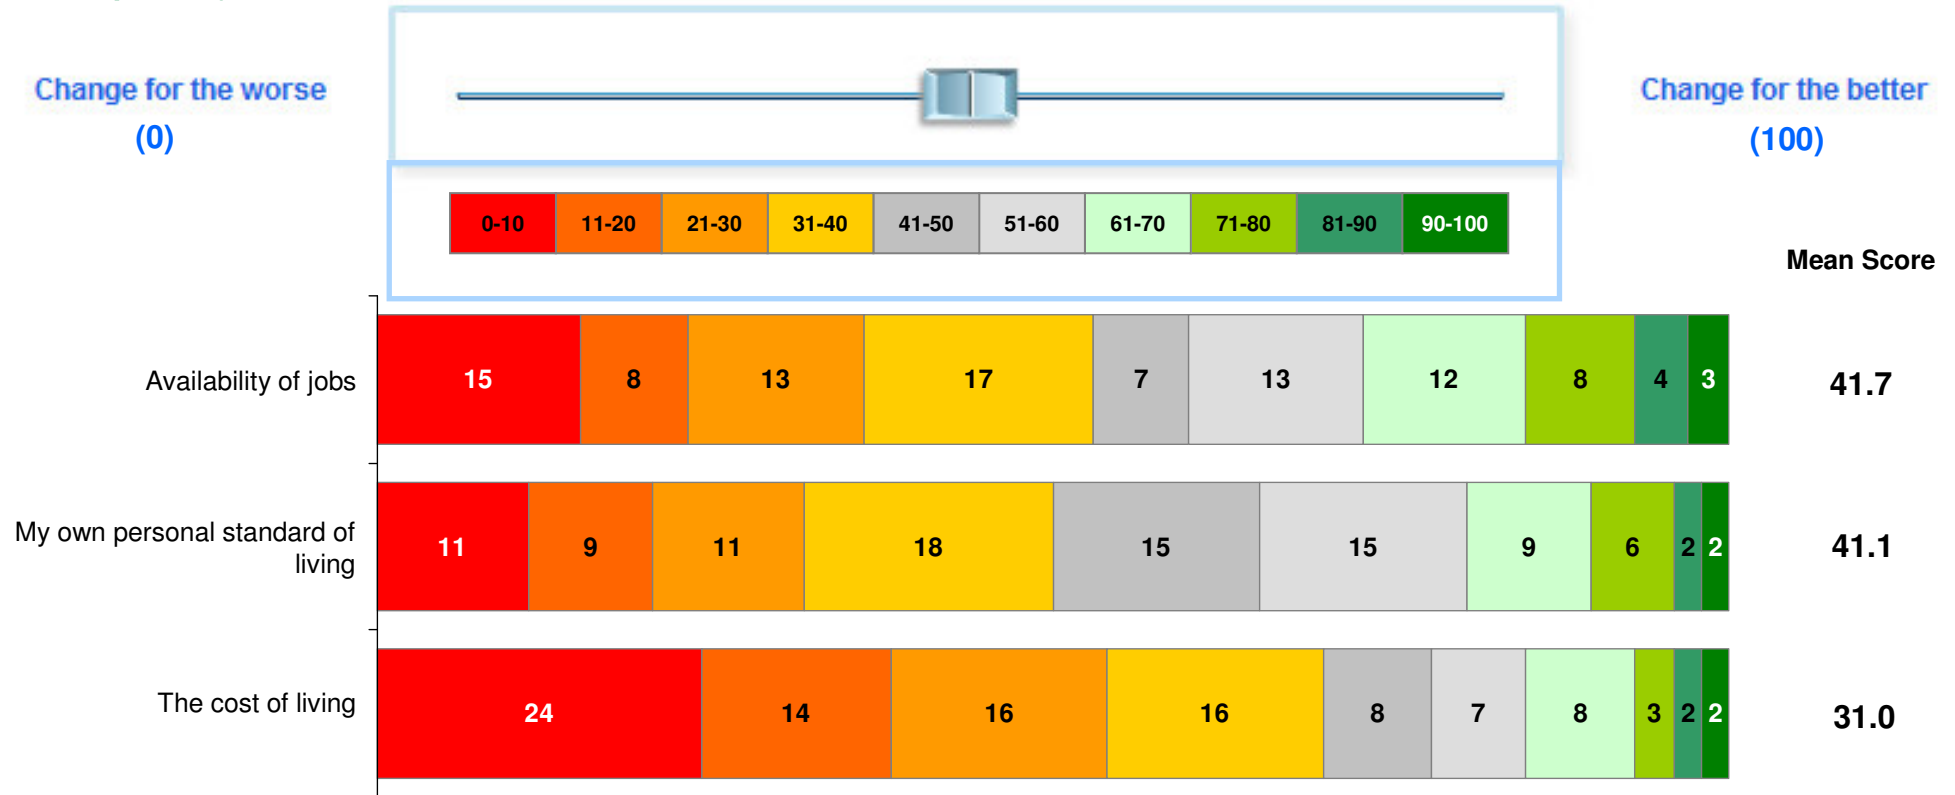 Change for the worse
(0)
Change for the better
(100)
0-10 11-20 21-30 31-40 41-50 51-60 61-70 71-80 81-90 90-100
Mean Score
Availability of jobs 15 8 13 17 7 13 12 8 4 3 41.7
My own personal standard of
living 11 9 11 18 15 15 9 6 2 2 41.1
The cost of living 24 14 16 16 8 7 8 3 2 2 31.0